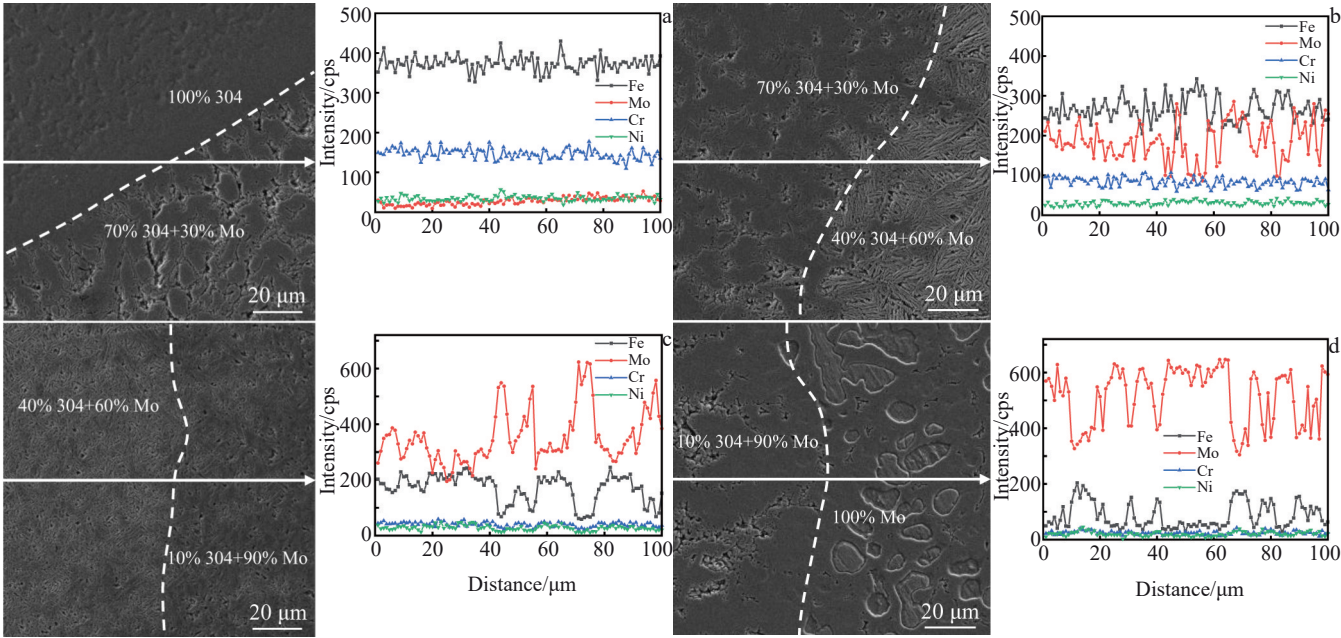 100% 304
70% 304+30% Mo
20 μm
a
Intensity/cps
500
400
300
200
100
0
Fe
Mo
Cr
Ni
0 20 40 60 80 100
70% 304+30% Mo
40% 304+60% Mo
20 μm
b
Intensity/cps
500
400
300
200
100
0
Fe
Mo
Cr
Ni
0 20 40 60 80 100
40% 304+60% Mo
10% 304+90% Mo
20 μm
c
Intensity/cps
600
400
200
0
Fe
Mo
Cr
Ni
0 20 40 60 80 100
Distance/μm
10% 304+90% Mo
100% Mo
20 μm
d
Intensity/cps
600
400
200
0
Fe
Mo
Cr
Ni
0 20 40 60 80 100
Distance/μm